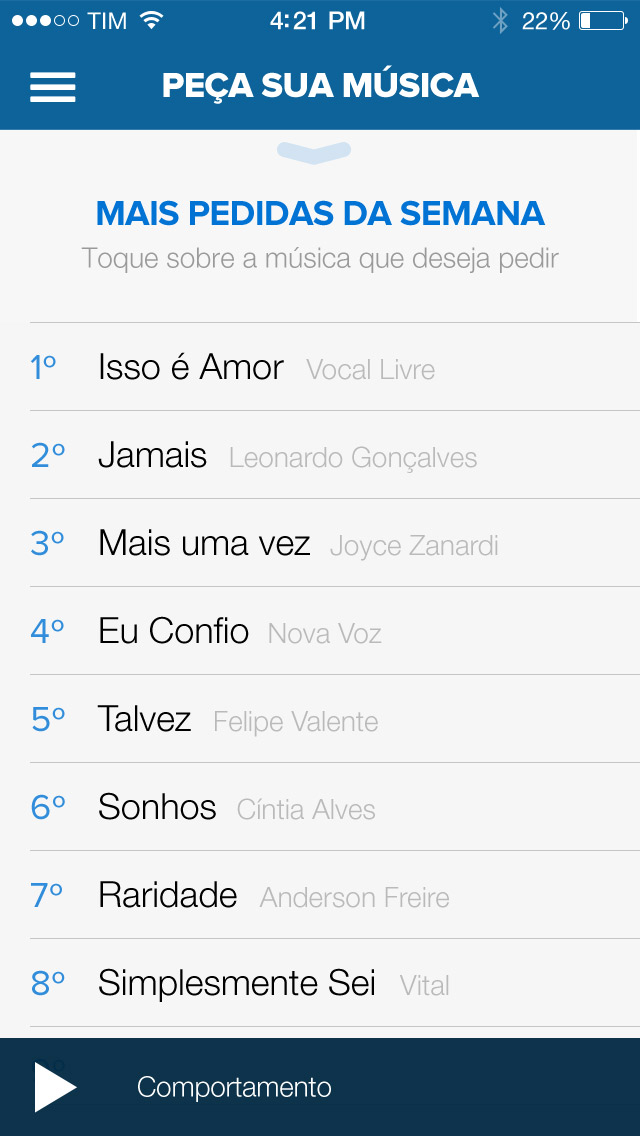 TIM 4:21 PM 22%
PEÇA SUA MÚSICA
MAIS PEDIDAS DA SEMANA
Toque sobre a música que deseja pedir
1º Isso é Amor Vocal Livre
2º Jamais Leonardo Gonçalves
3º Mais uma vez Joyce Zanardi
4º Eu Confio Nova Voz
5º Talvez Felipe Valente
6º Sonhos Cíntia Alves
7º Raridade Anderson Freire
8º Simplesmente Sei Vital
Comportamento